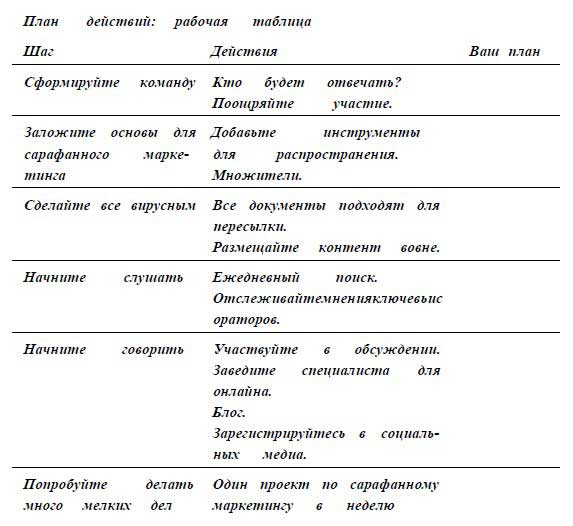 План действий: рабочая таблица
Шаг Действия Ваш план
Сформируйте команду Кто будет отвечать?
Поощряйте участие.
Заложите основы для Добавьте инструменты
сарафанного марке- для распространения.
тинга Множители.
Сделайте все вирусным Все документы подходят для
пересылки.
Размещайте контент вовне.
Начните слушать Ежедневный поиск.
Отслеживайтемненияключевыис
ораторов.
Начните говорить Участвуйте в обсуждении.
Заведите специалиста для
онлайна.
Блог.
Зарегистрируйтесь в социаль-
ных медиа.
Попробуйте делать Один проект по сарафанному
много мелких дел маркетингу в неделю